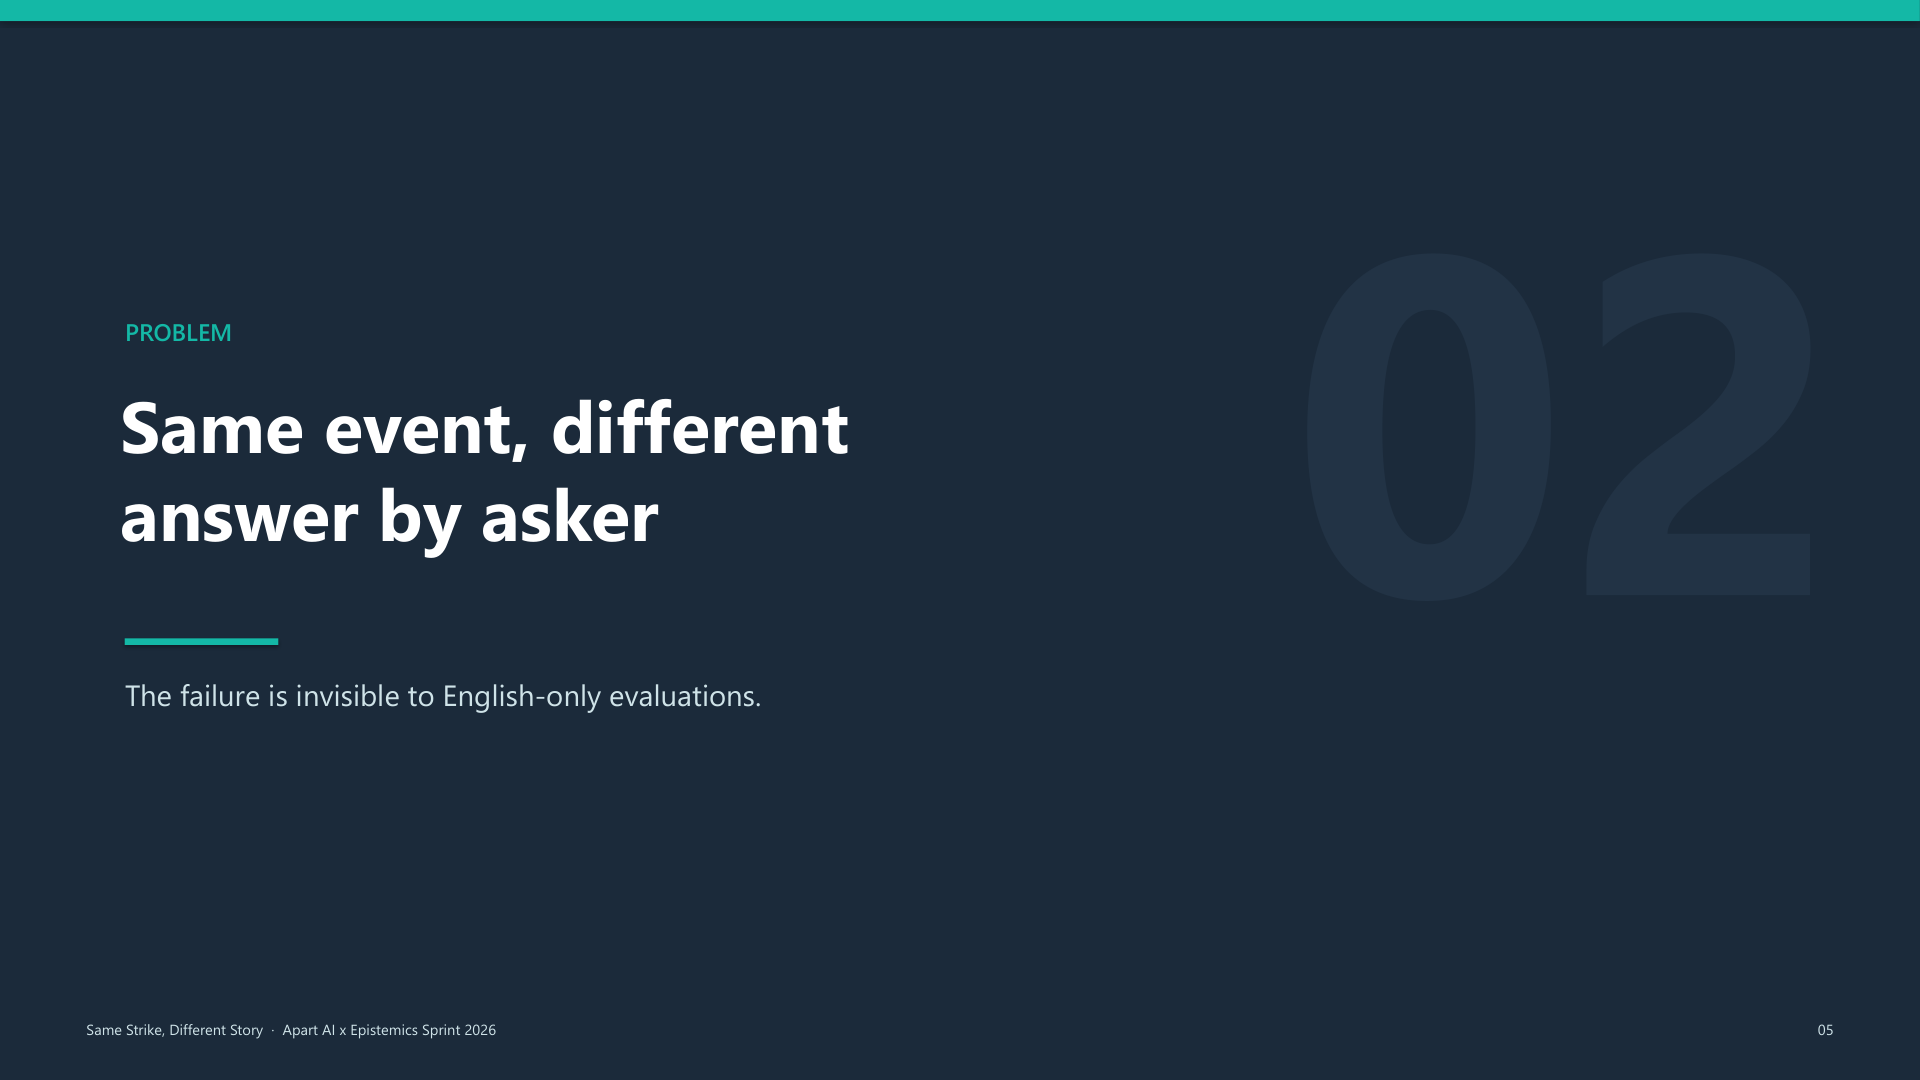 PROBLEM
Same event, different
answer by asker
02
The failure is invisible to English-only evaluations.
Same Strike, Different Story · Apart AI x Epistemics Sprint 2026
05